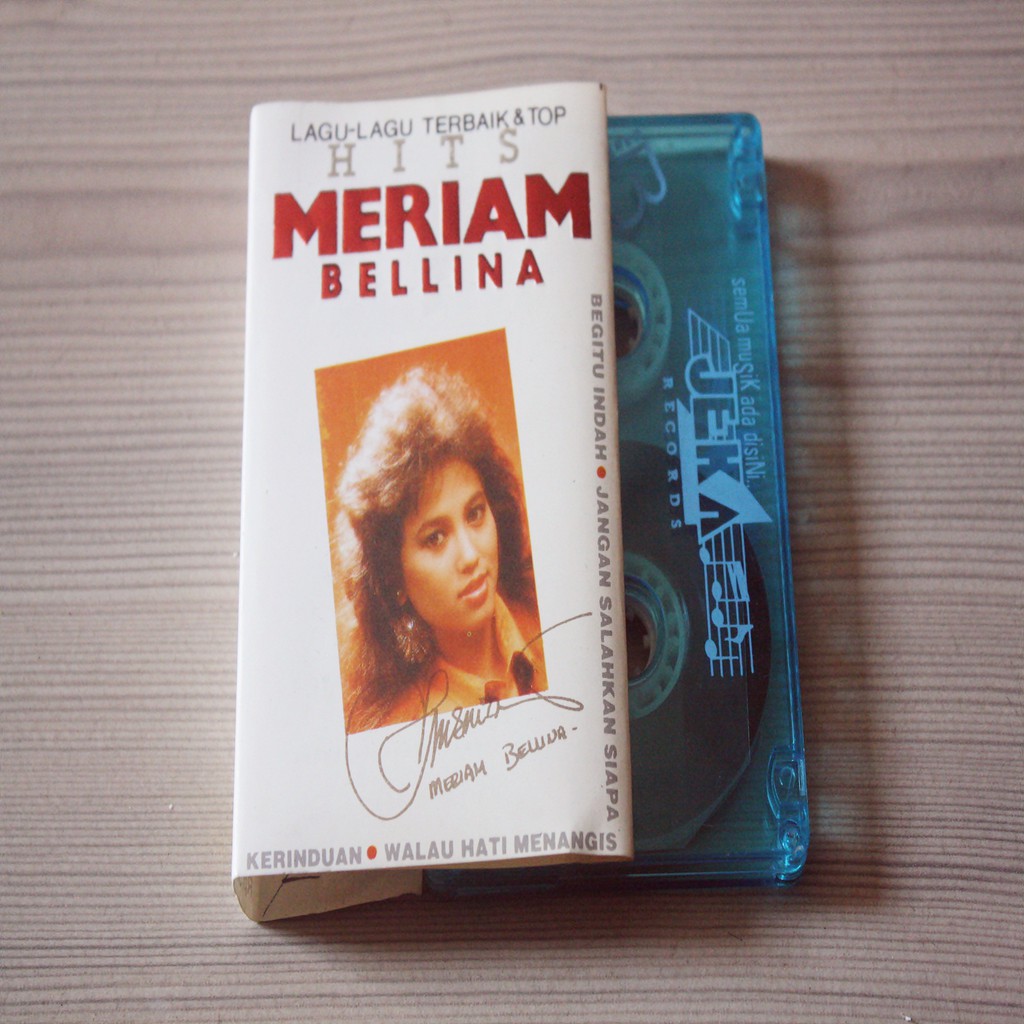 LAGU-LAGU TERBAIK & TOP
HITS
MERIAM
BELLINA
BEGITU INDAH • JANGAN SALAHKAN SIAPA
MERIAM BELLINA-
KERINDUAN • WALAU HATI MENANGIS
semUa muSiK ada disiNi..
JEKA
RECORDS